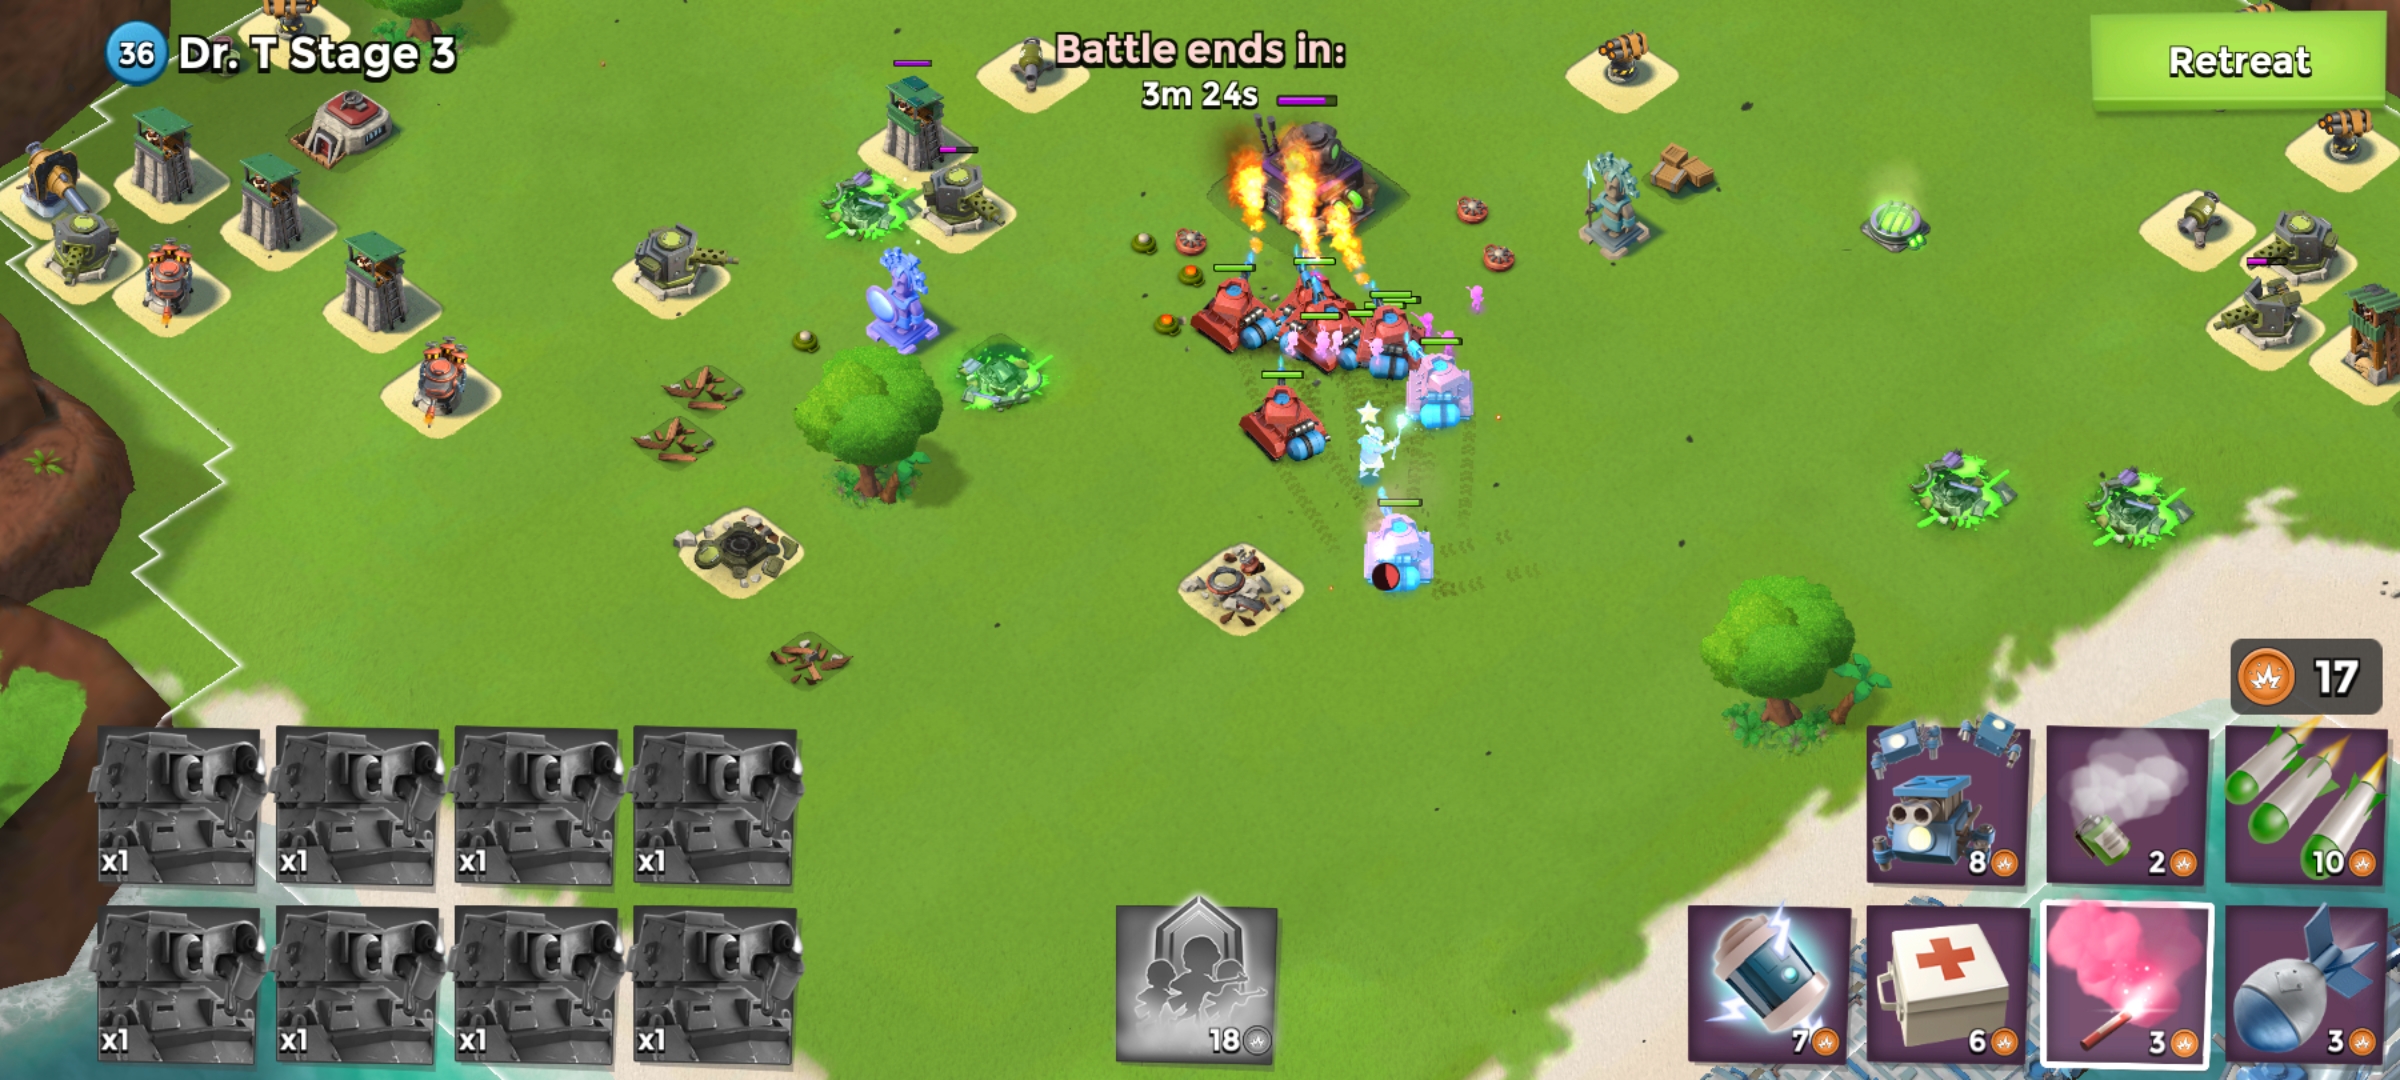 36 Dr. T Stage 3
Battle ends in:
3m 24s
Retreat
17
x1 x1 x1 x1
8 2 10
x1 x1 x1 x1
18
7 6 3 3